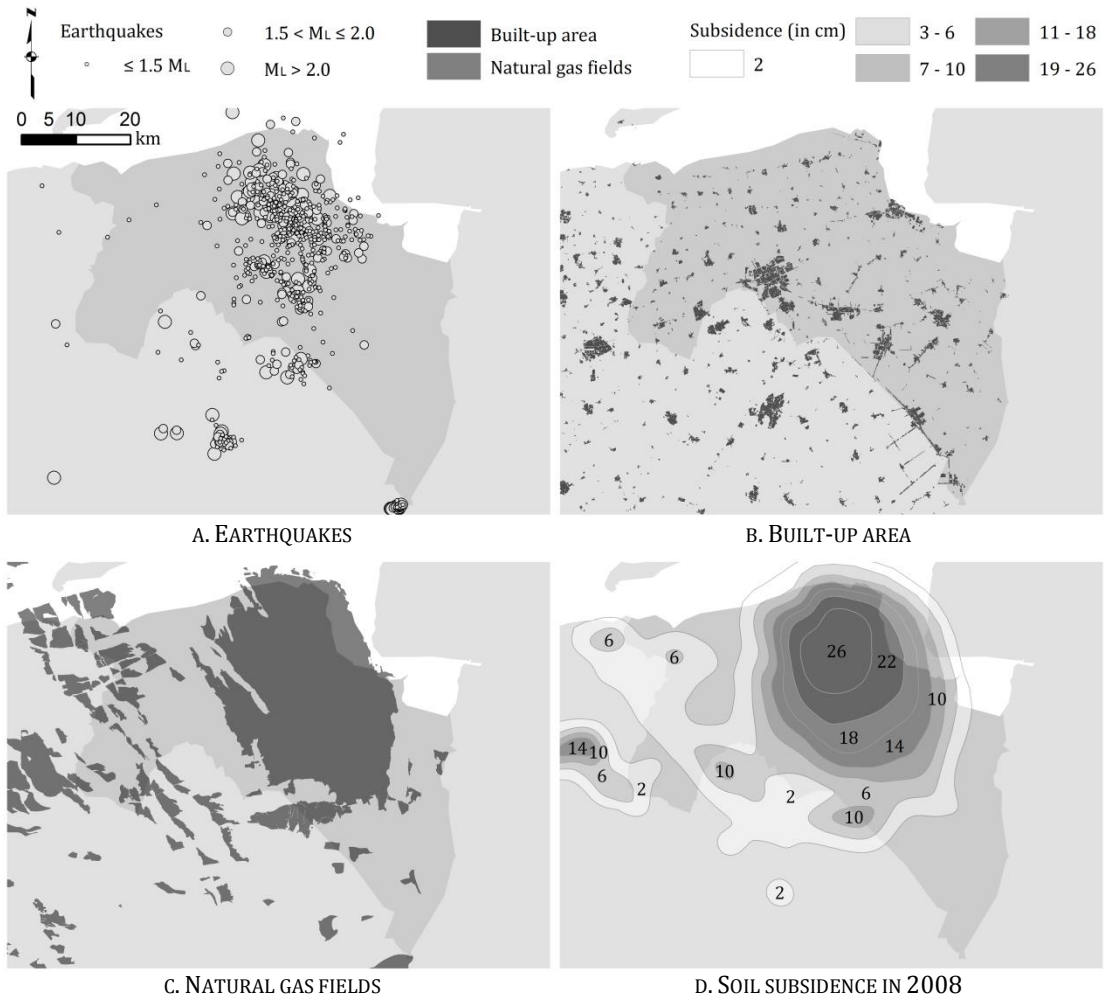 N
Earthquakes
≤ 1.5 ML
1.5 < ML ≤ 2.0
ML > 2.0
Built-up area
Natural gas fields
Subsidence (in cm)
2
3 - 6
7 - 10
11 - 18
19 - 26
0 5 10 20
km
A. EARTHQUAKES
B. BUILT-UP AREA
6
6
26
22
10
14
10
18
14
6
10
2
2
6
10
2
C. NATURAL GAS FIELDS
D. SOIL SUBSIDENCE IN 2008